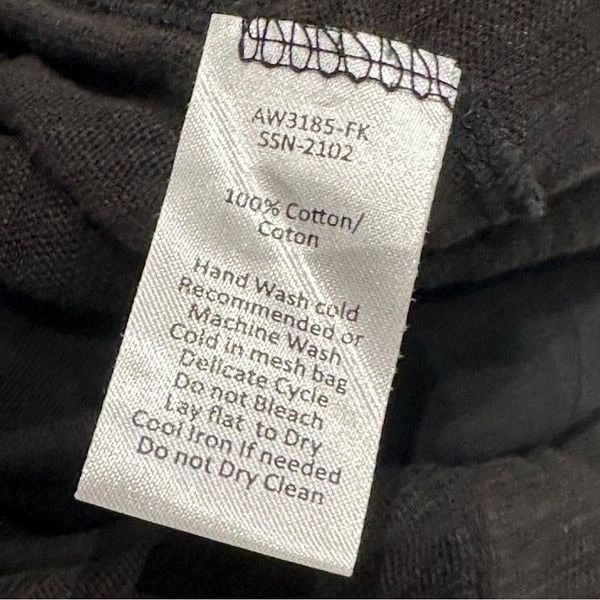 AW3185-FK
SSN-2102
100% Cotton/
Coton
Hand Wash cold
Recommended or
Machine Wash
Cold in mesh bag
Delicate Cycle
Do not Bleach
Lay flat to Dry
Cool Iron If needed
Do not Dry Clean